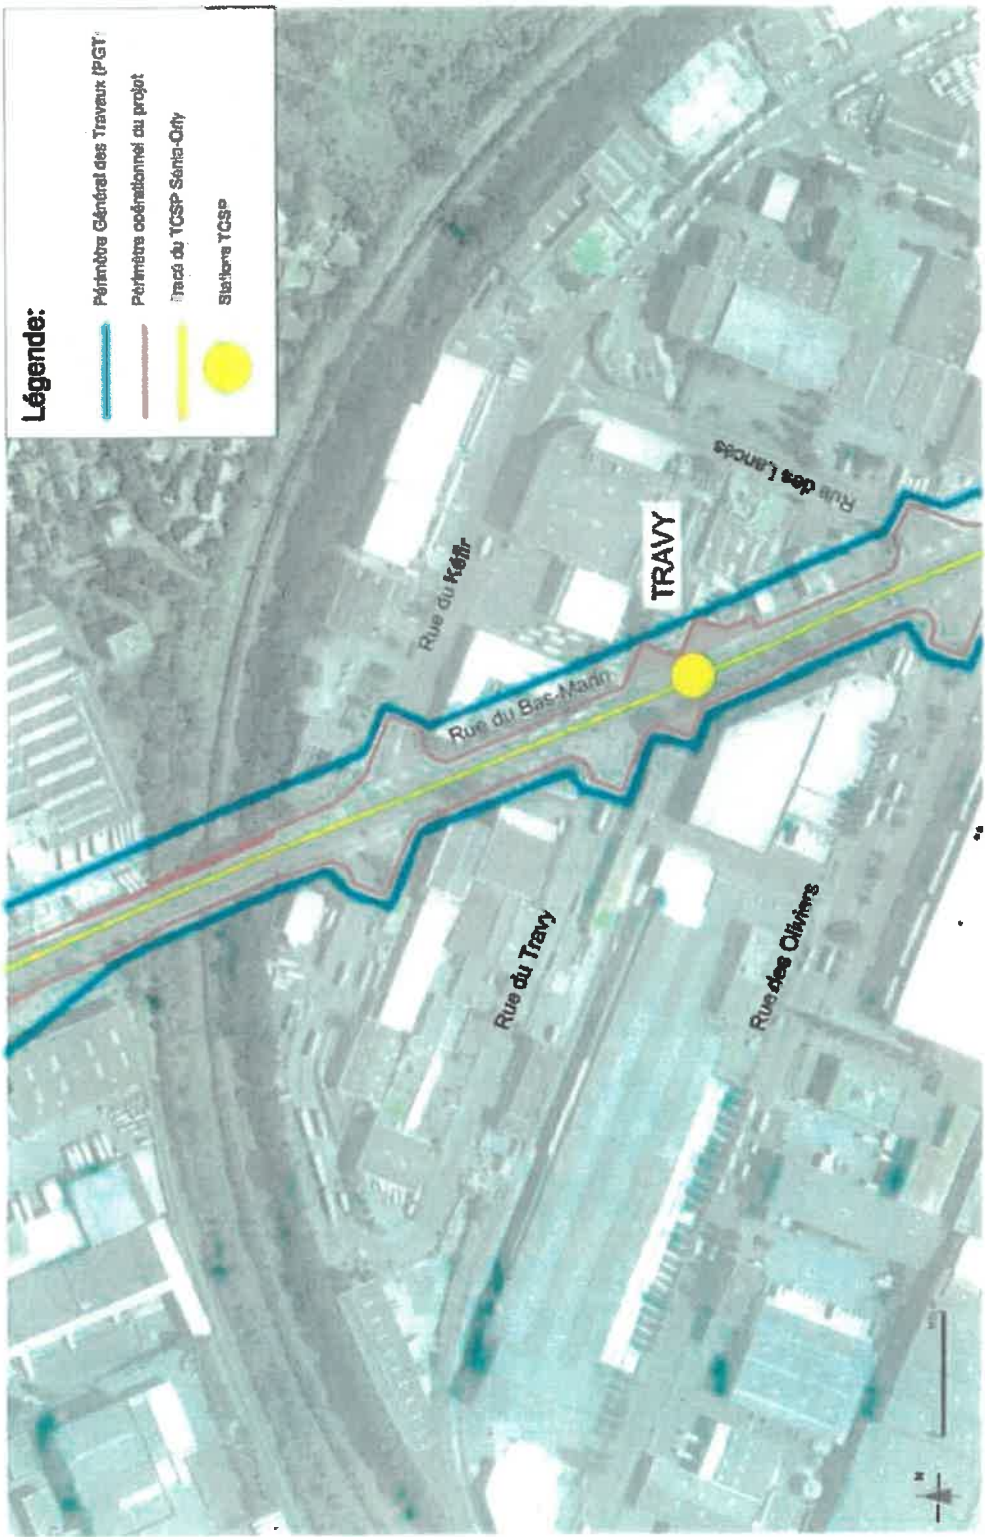 Légende:
Périmètre Général des Travaux (PGT
Périmètre opérationnel du projet
Tracé du TCSP Sénia-Orly
Stations TCSP
Rue du Kéfir
Rue des Lancés
TRAVY
Rue du Bas-Marin
Rue du Travy
Rue des Oliviers
N